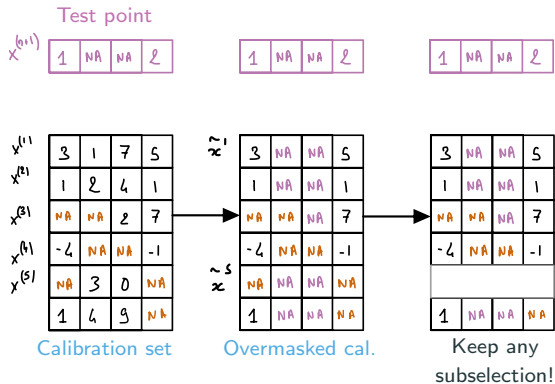 Test point
x^(n+1) 1 NA NA 2 1 NA NA 2 1 NA NA 2
x^(1) 3 1 7 5 x̃^1 3 NA NA 5 3 NA NA 5
x^(2) 1 2 4 1 1 NA NA 1 1 NA NA 1
x^(3) NA NA 2 7 NA NA NA 7 NA NA NA 7
x^(4) -4 NA NA -1 -4 NA NA -1 -4 NA NA -1
x^(5) NA 3 0 NA x̃^5 NA NA NA NA
1 4 9 NA 1 NA NA NA 1 NA NA NA
Calibration set Overmasked cal. Keep any
subselection!